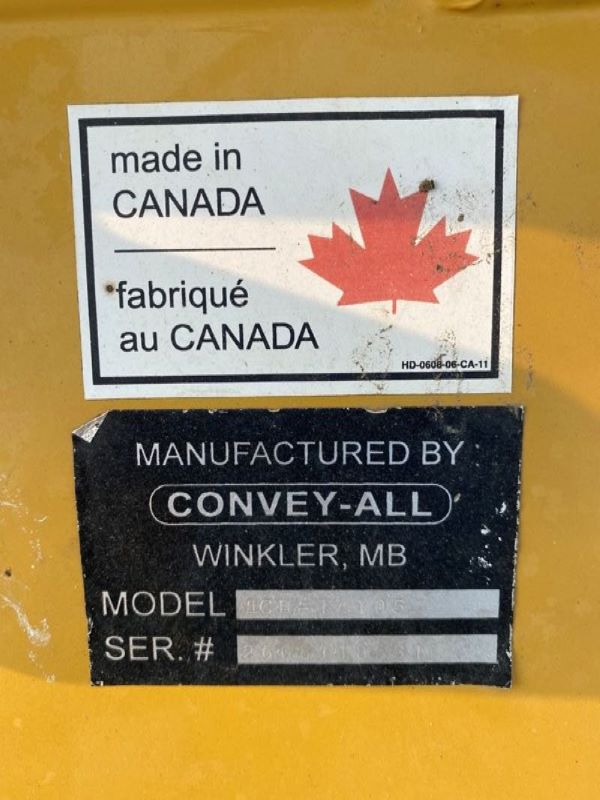 made in
CANADA
fabriqué
au CANADA
HD-0608-06-CA-11
MANUFACTURED BY
CONVEY-ALL
WINKLER, MB
MODEL
SER. #